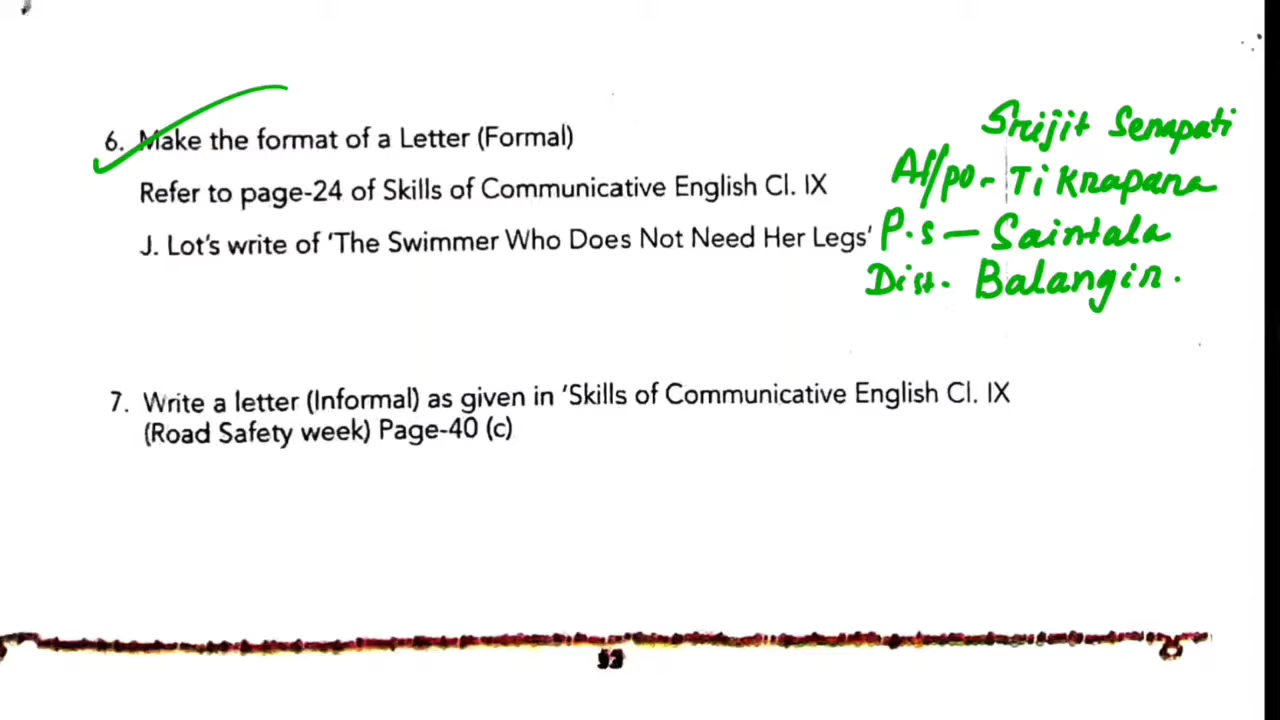 6. Make the format of a Letter (Formal)
Refer to page-24 of Skills of Communicative English Cl. IX
J. Lot's write of 'The Swimmer Who Does Not Need Her Legs'
Srijit Senapati
At/po- Tiknapana
P.s — Saintala
Dist. Balangir.
7. Write a letter (Informal) as given in 'Skills of Communicative English Cl. IX
(Road Safety week) Page-40 (c)